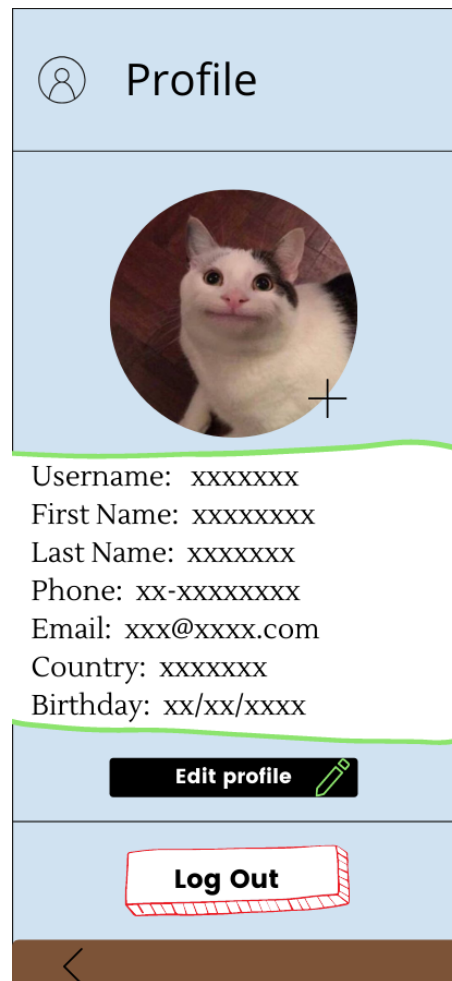 Profile
Username: xxxxxxx
First Name: xxxxxxxx
Last Name: xxxxxxx
Phone: xx-xxxxxxxx
Email: xxx@xxxx.com
Country: xxxxxxx
Birthday: xx/xx/xxxx
Edit profile
Log Out